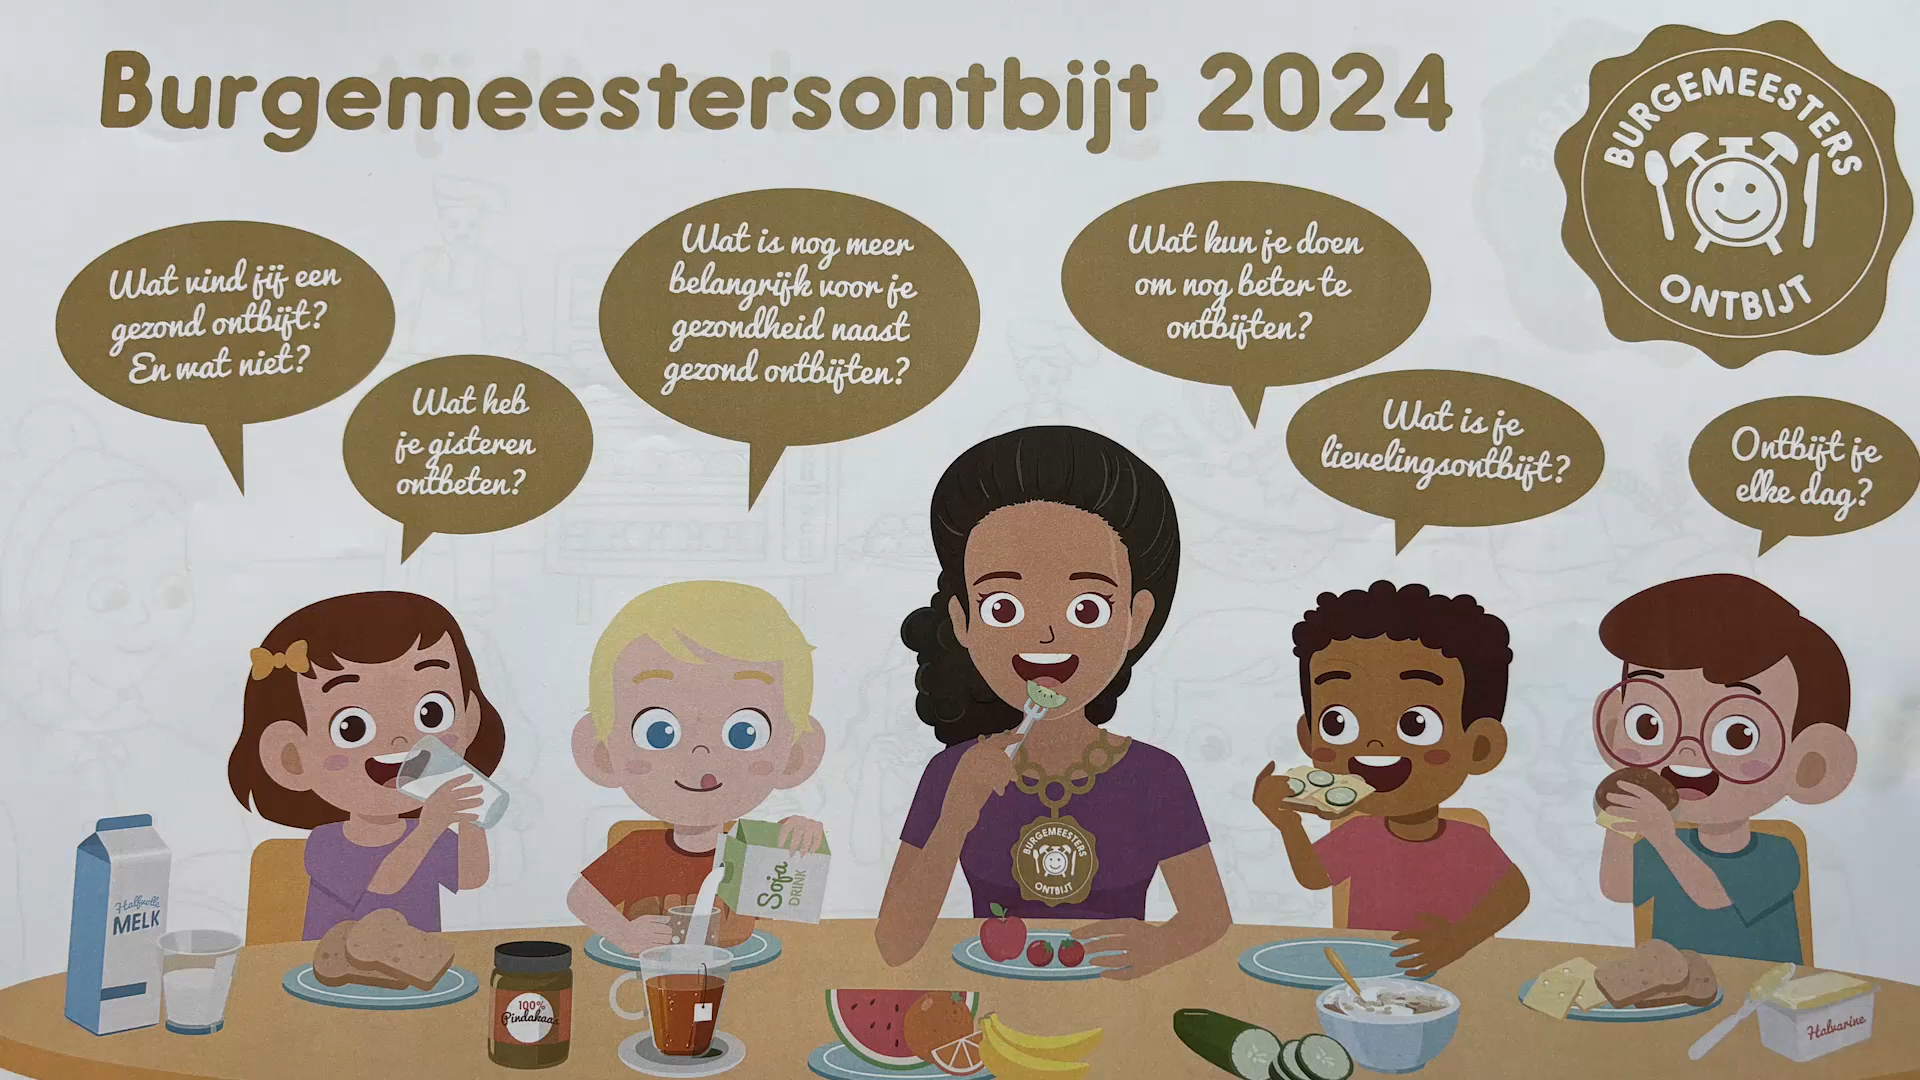 Burgemeestersontbijt 2024
BURGEMEESTERS
ONTBIJT
Wat vind jij een
gezond ontbijt?
En wat niet?
Wat heb
je gisteren
ontbeten?
Wat is nog meer
belangrijk voor je
gezondheid naast
gezond ontbijten?
Wat kun je doen
om nog beter te
ontbijten?
Wat is je
lievelingsontbijt?
Ontbijt je
elke dag?
Halfvolle
MELK
100%
Pindakaas
Soja
DRINK
BURGEMEESTERS
ONTBIJT
Halvarine